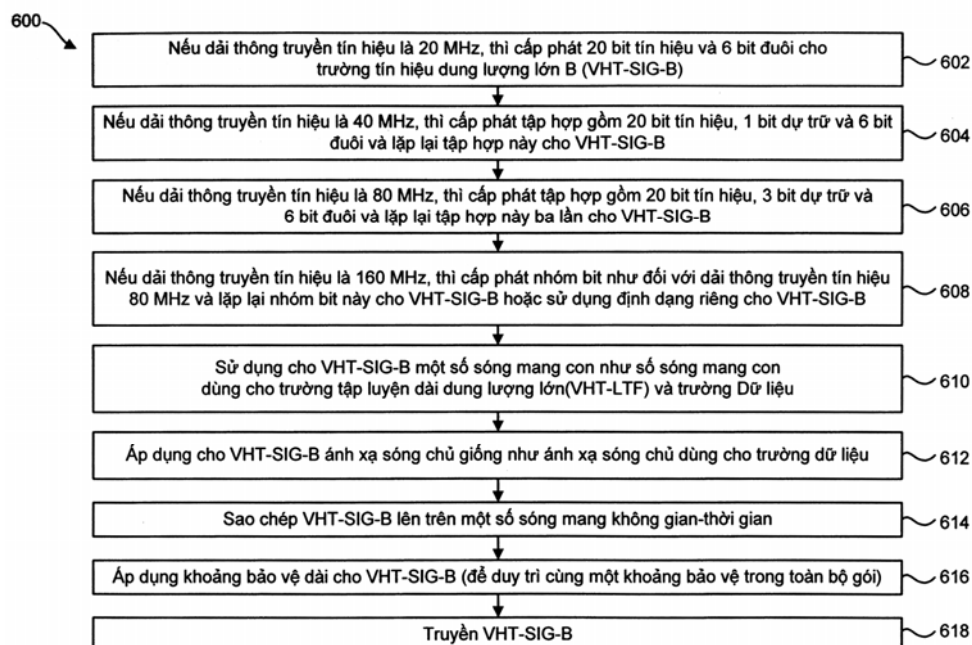 600
Nếu dải thông truyền tín hiệu là 20 MHz, thì cấp phát 20 bit tín hiệu và 6 bit đuôi cho
trường tín hiệu dung lượng lớn B (VHT-SIG-B)
602
Nếu dải thông truyền tín hiệu là 40 MHz, thì cấp phát tập hợp gồm 20 bit tín hiệu, 1 bit dự trữ và 6 bit
đuôi và lặp lại tập hợp này cho VHT-SIG-B
604
Nếu dải thông truyền tín hiệu là 80 MHz, thì cấp phát tập hợp gồm 20 bit tín hiệu, 3 bit dự trữ và
6 bit đuôi và lặp lại tập hợp này ba lần cho VHT-SIG-B
606
Nếu dải thông truyền tín hiệu là 160 MHz, thì cấp phát nhóm bit như đối với dải thông truyền tín hiệu
80 MHz và lặp lại nhóm bit này cho VHT-SIG-B hoặc sử dụng định dạng riêng cho VHT-SIG-B
608
Sử dụng cho VHT-SIG-B một số sóng mang con như số sóng mang con
dùng cho trường tập luyện dài dung lượng lớn(VHT-LTF) và trường Dữ liệu
610
Áp dụng cho VHT-SIG-B ánh xạ sóng chủ giống như ánh xạ sóng chủ dùng cho trường dữ liệu
612
Sao chép VHT-SIG-B lên trên một số sóng mang không gian-thời gian
614
Áp dụng khoảng bảo vệ dài cho VHT-SIG-B (để duy trì cùng một khoảng bảo vệ trong toàn bộ gói)
616
Truyền VHT-SIG-B
618